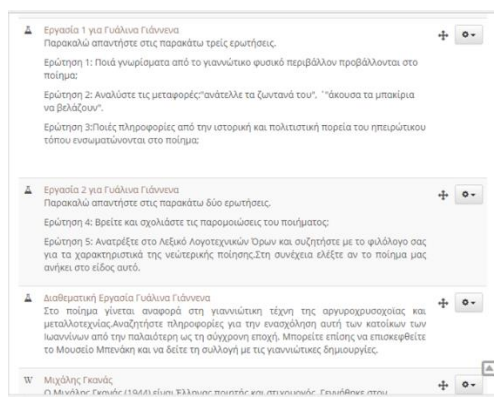 Εργασία 1 για Γυάλινα Γιάννενα
Παρακαλώ απαντήστε στις παρακάτω τρείς ερωτήσεις.
Ερώτηση 1: Ποιά γνωρίσματα από το γιαννιώτικο φυσικό περιβάλλον προβάλλονται στο
ποίημα;
Ερώτηση 2: Αναλύστε τις μεταφορές:"ανάτελλε τα ζωντανά του". `"άκουσα τα μπακίρια
να βελάζουν".
Ερώτηση 3:Ποιές πληροφορίες από την ιστορική και πολιτιστική πορεία του ηπειρώτικου
τόπου ενσωματώνονται στο ποίημα;
Εργασία 2 για Γυάλινα Γιάννενα
Παρακαλώ απαντήστε στις παρακάτω δύο ερωτήσεις.
Ερώτηση 4: Βρείτε και σχολιάστε τις παρομοιώσεις του ποιήματος;
Ερώτηση 5: Ανατρέξτε στο Λεξικό Λογοτεχνικών Όρων και συζητήστε με το φιλόλογο σας
για τα χαρακτηριστικά της νεώτερικής ποίησης.Στη συνέχεια ελέξτε αν το ποίημα μας
ανήκει στο είδος αυτό.
Διαθεματική Εργασία Γυάλινα Γιάννενα
Στο ποίημα γίνεται αναφορά στη γιαννιώτικη τέχνη της αργυροχρυσοχοϊας και
μεταλλοτεχνίας.Αναζητήστε πληροφορίες για την ενασχόληση αυτή των κατοίκων των
Ιωαννίνων από την παλαιότερη ως τη σύγχρονη εποχή. Μπορείτε επίσης να επισκεφθείτε
το Μουσείο Μπενάκη και να δείτε τη συλλογή με τις γιαννιώτικες δημιουργίες.
W Μιχάλης Γκανάς
Ο Μιχάλης Γκανάς (1944) είναι Έλληνας ποιητής και στιχουργός. Γεννήθηκε στον